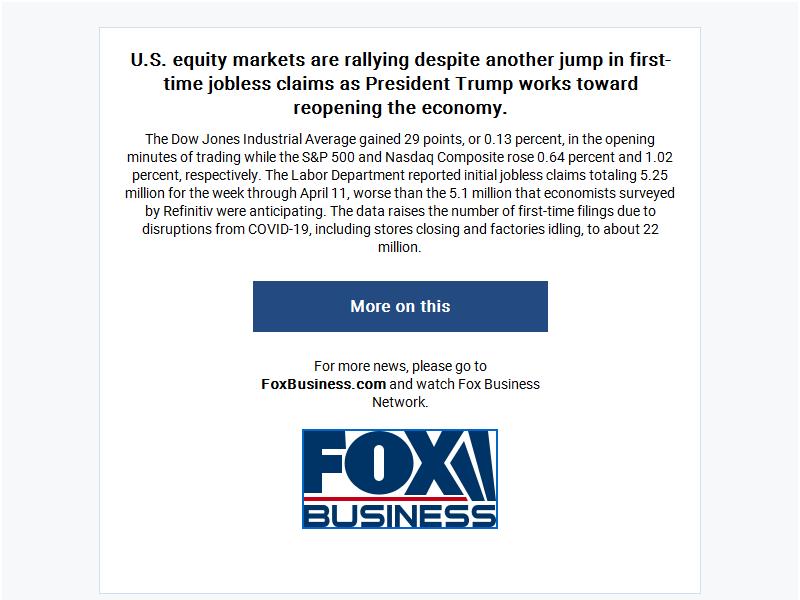 U.S. equity markets are rallying despite another jump in first-
time jobless claims as President Trump works toward
reopening the economy.
The Dow Jones Industrial Average gained 29 points, or 0.13 percent, in the opening
minutes of trading while the S&P 500 and Nasdaq Composite rose 0.64 percent and 1.02
percent, respectively. The Labor Department reported initial jobless claims totaling 5.25
million for the week through April 11, worse than the 5.1 million that economists surveyed
by Refinitiv were anticipating. The data raises the number of first-time filings due to
disruptions from COVID-19, including stores closing and factories idling, to about 22
million.
More on this
For more news, please go to
FoxBusiness.com and watch Fox Business
Network.
FOX
BUSINESS